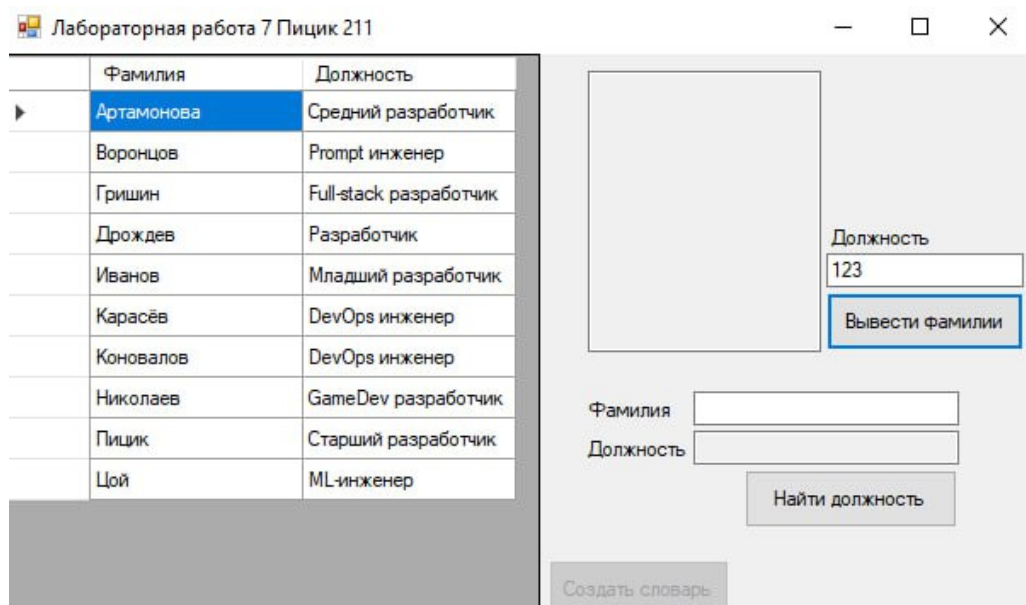 Лабораторная работа 7 Пицик 211
Фамилия Должность
Артамонова Средний разработчик
Воронцов Prompt инженер
Гришин Full-stack разработчик
Дрождев Разработчик
Иванов Младший разработчик
Карасёв DevOps инженер
Коновалов DevOps инженер
Николаев GameDev разработчик
Пицик Старший разработчик
Цой ML-инженер
Должность
123
Вывести фамилии
Фамилия
Должность
Найти должность
Создать словарь